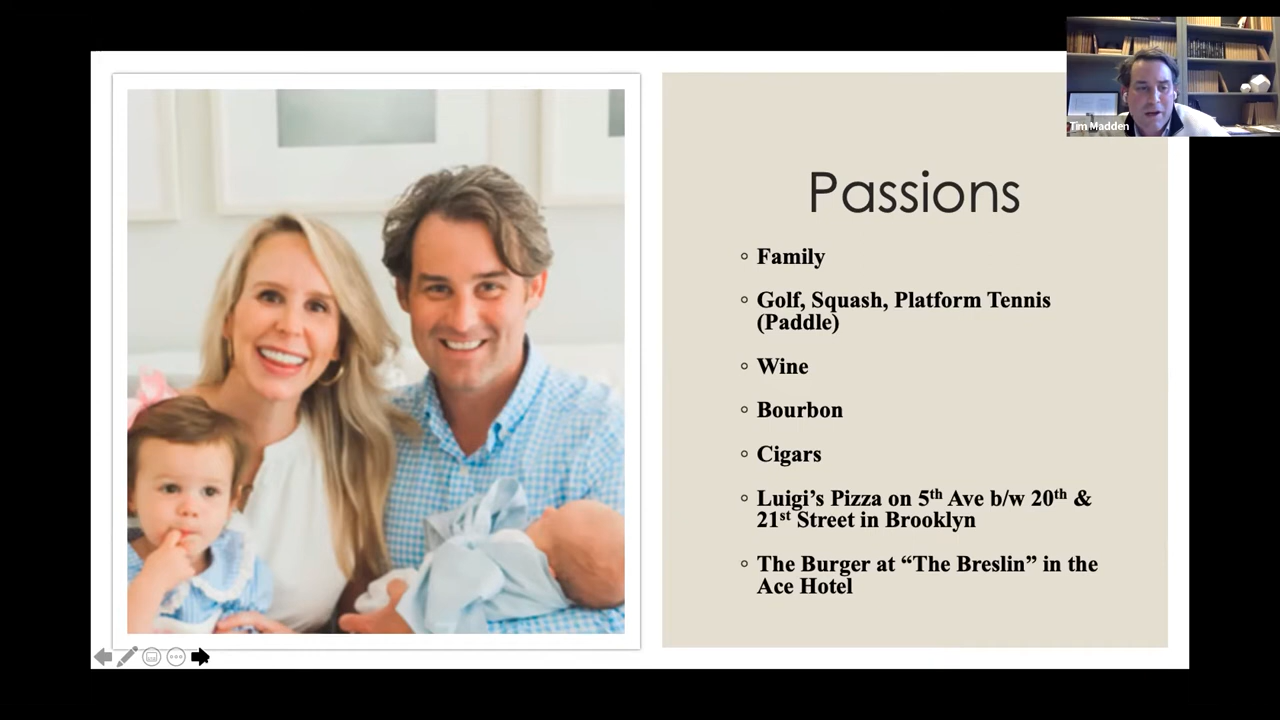 Tim Madden
Passions
Family
Golf, Squash, Platform Tennis
(Paddle)
Wine
Bourbon
Cigars
Luigi’s Pizza on 5th Ave b/w 20th &
21st Street in Brooklyn
The Burger at “The Breslin” in the
Ace Hotel